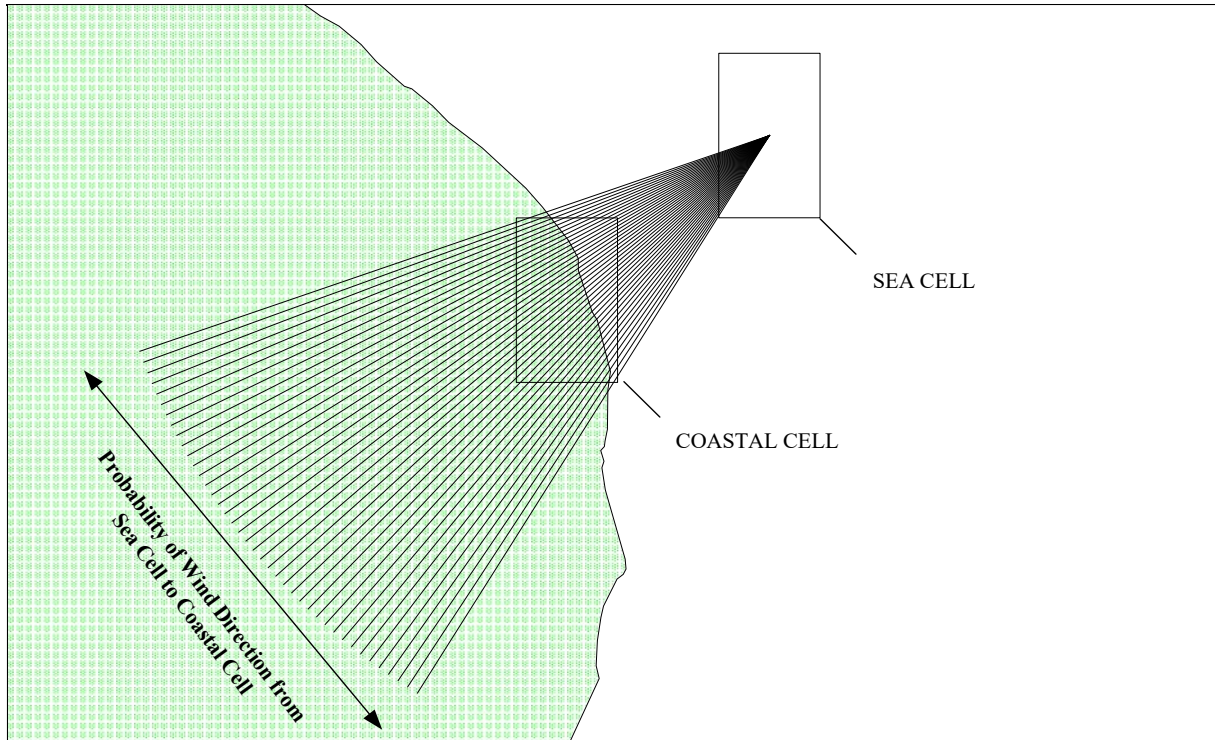 SEA CELL
COASTAL CELL
Probability of Wind Direction from
Sea Cell to Coastal Cell